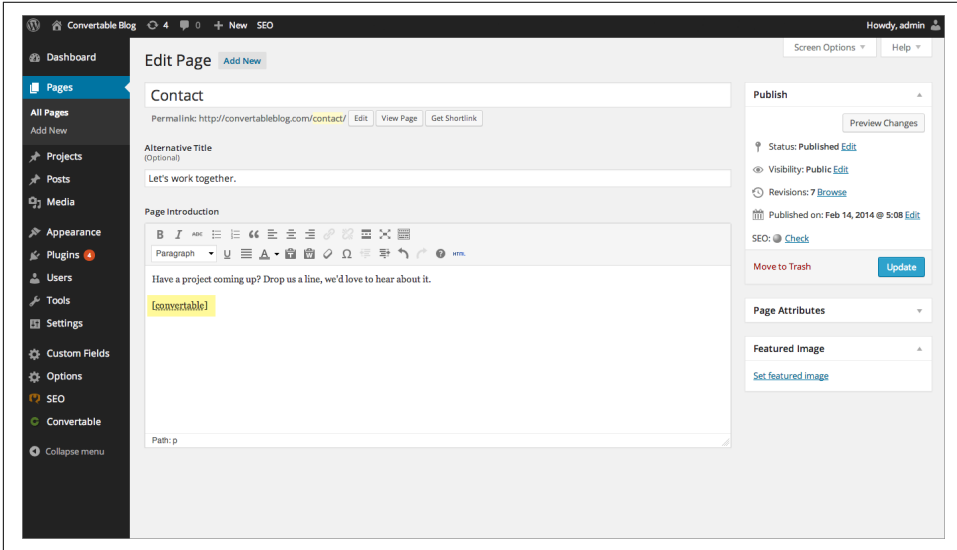 Convertable Blog 4 0 + New SEO Howdy, admin
Screen Options Help
Dashboard
Pages
All Pages
Add New
Projects
Posts
Media
Appearance
Plugins 4
Users
Tools
Settings
Custom Fields
Options
SEO
Convertable
Collapse menu
Edit Page Add New
Contact
Permalink: http://convertableblog.com/contact/ Edit View Page Get Shortlink
Alternative Title
(Optional)
Let's work together.
Page Introduction
B I ABC
Paragraph U A Ω ? HTML
Have a project coming up? Drop us a line, we'd love to hear about it.
[convertable]
Path: p
Publish
Preview Changes
Status: Published Edit
Visibility: Public Edit
Revisions: 7 Browse
Published on: Feb 14, 2014 @ 5:08 Edit
SEO: Check
Move to Trash Update
Page Attributes
Featured Image
Set featured image